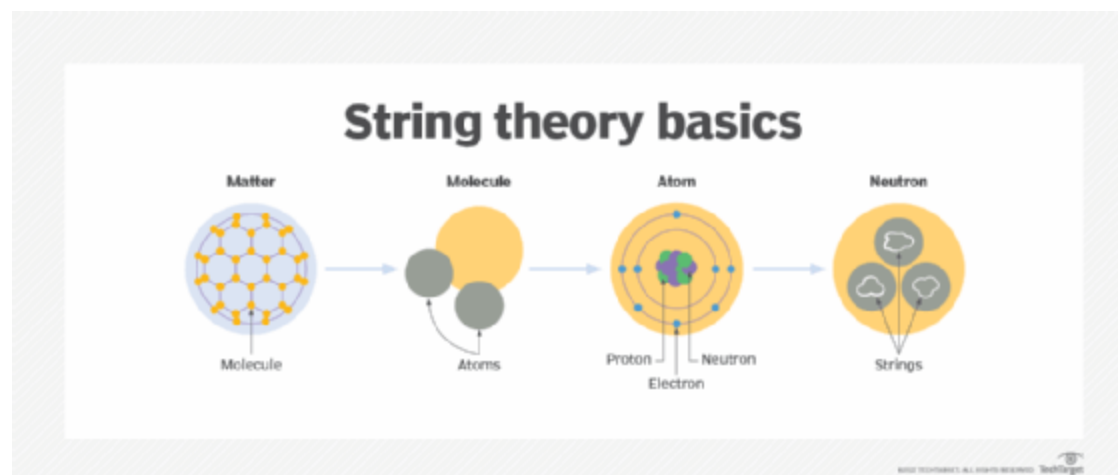 String theory basics
Matter
Molecule
Atom
Neutron
Molecule
Atoms
Proton
Neutron
Electron
Strings
TechTarget